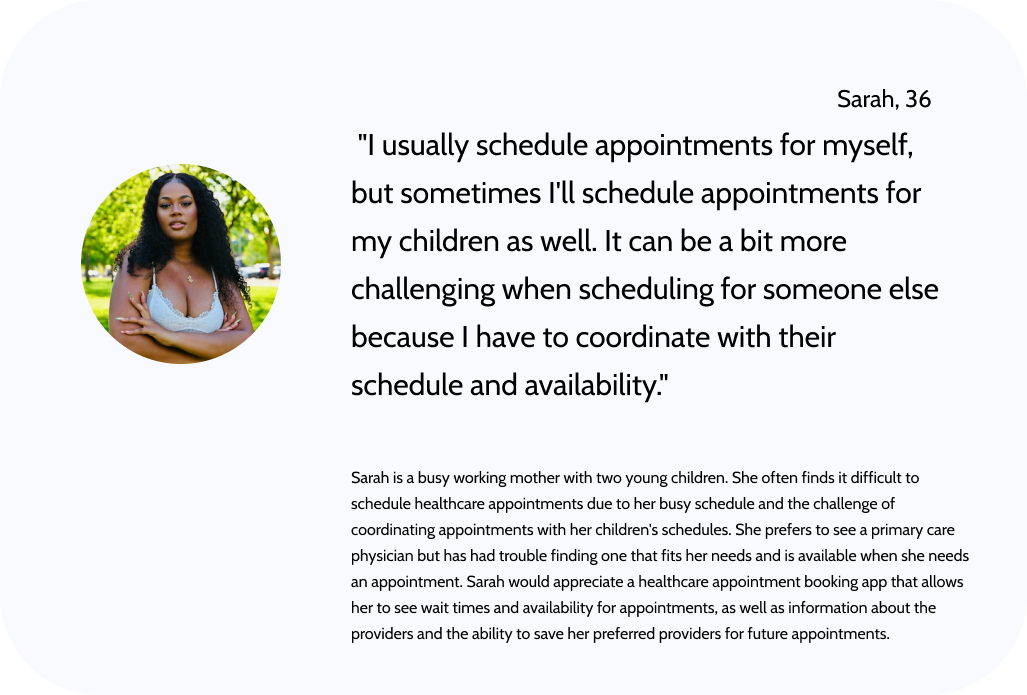 Sarah, 36
"I usually schedule appointments for myself,
but sometimes I'll schedule appointments for
my children as well. It can be a bit more
challenging when scheduling for someone else
because I have to coordinate with their
schedule and availability."
Sarah is a busy working mother with two young children. She often finds it difficult to
schedule healthcare appointments due to her busy schedule and the challenge of
coordinating appointments with her children's schedules. She prefers to see a primary care
physician but has had trouble finding one that fits her needs and is available when she needs
an appointment. Sarah would appreciate a healthcare appointment booking app that allows
her to see wait times and availability for appointments, as well as information about the
providers and the ability to save her preferred providers for future appointments.